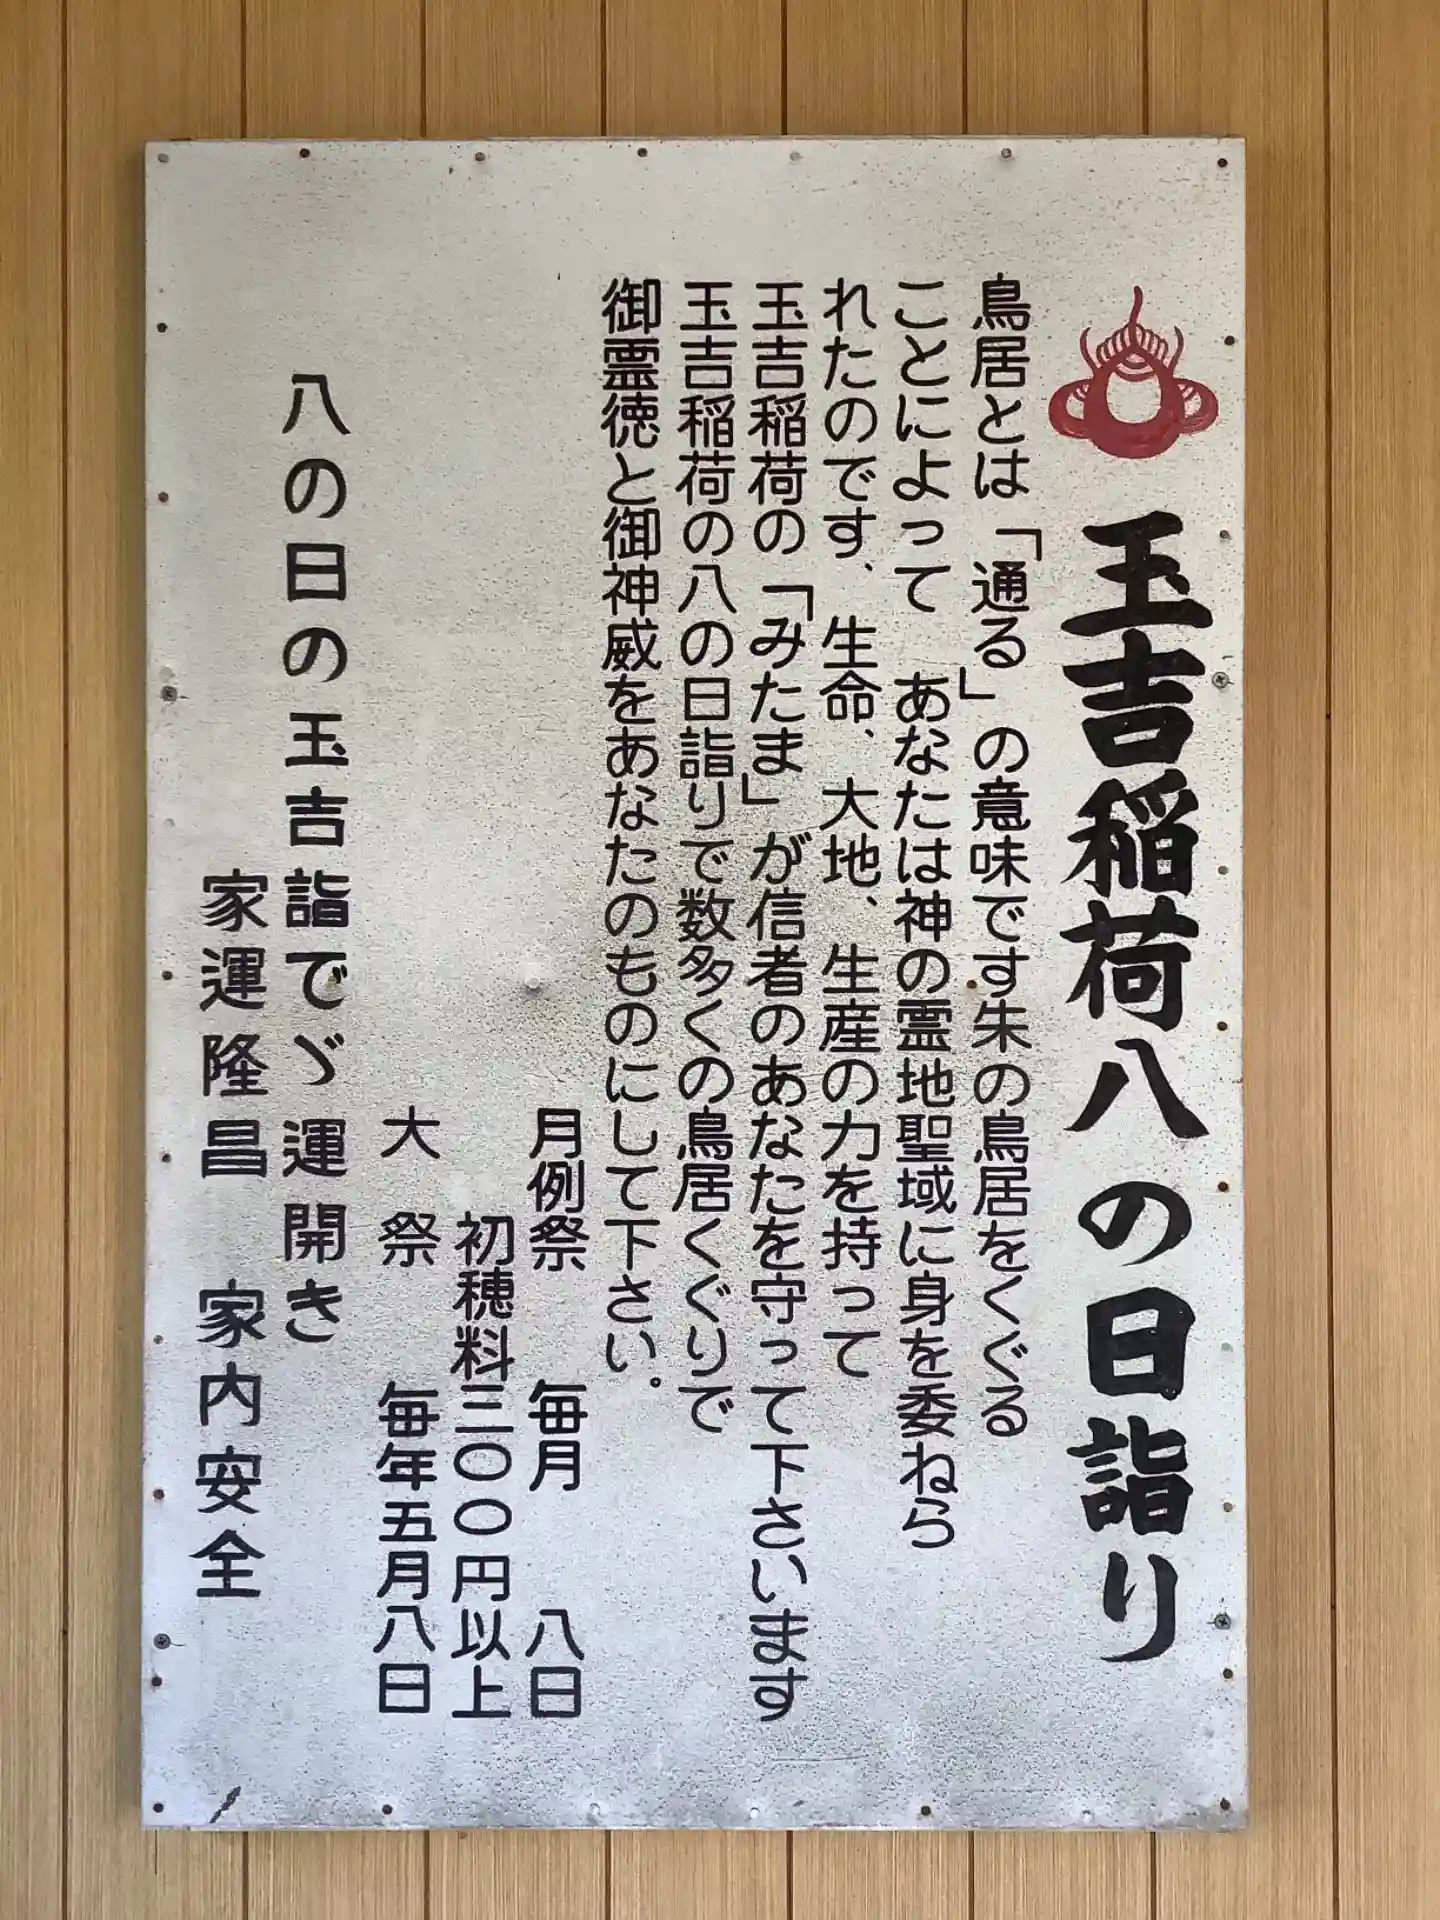 玉吉稲荷八の日詣り
鳥居とは「通る」の意味です朱の鳥居をくぐる
ことによって あなたは神の霊地聖域に身を委ねら
れたのです、生命、大地、生産の力を持って
玉吉稲荷の「みたま」が信者のあなたを守って下さいます
玉吉稲荷の八の日詣りで数多くの鳥居くぐりで
御霊徳と御神威をあなたのものにして下さい。
月例祭 毎月 八日
初穂料三〇〇円以上
大祭 毎年五月八日
八の日の玉吉詣でゞ運開き
家運隆昌 家内安全